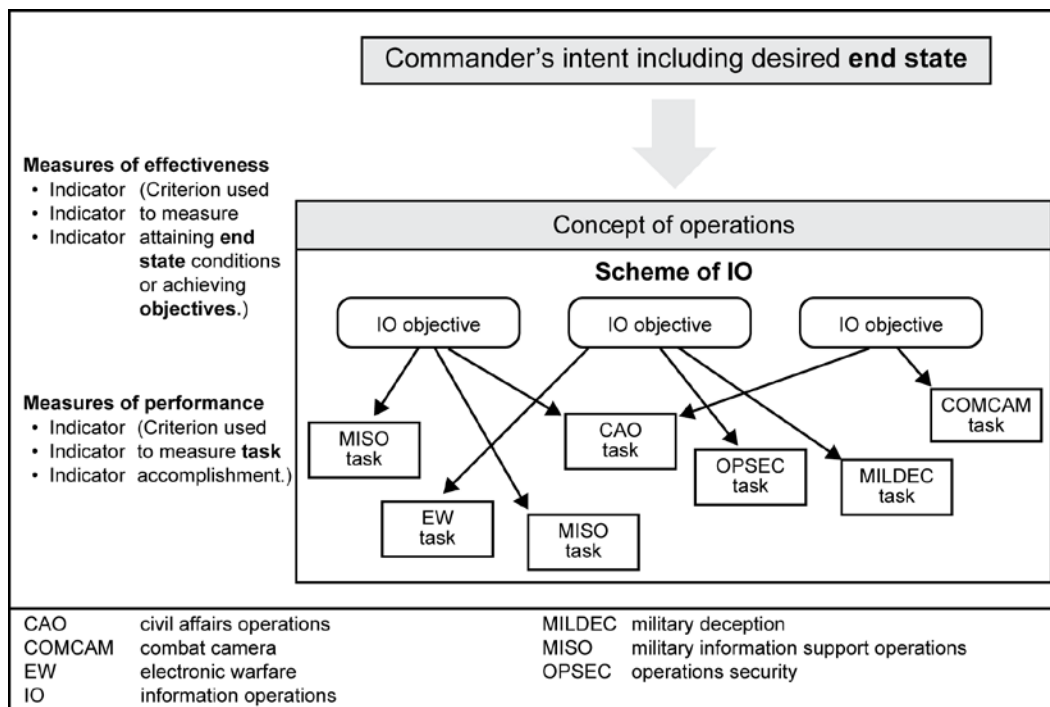 Commander's intent including desired end state
Measures of effectiveness
• Indicator (Criterion used
• Indicator to measure
• Indicator attaining end
state conditions
or achieving
objectives.)
Concept of operations
Scheme of IO
IO objective
IO objective
IO objective
Measures of performance
• Indicator (Criterion used
• Indicator to measure task
• Indicator accomplishment.)
MISO
task
CAO
task
COMCAM
task
OPSEC
task
MILDEC
task
EW
task
MISO
task
CAO civil affairs operations
COMCAM combat camera
EW electronic warfare
IO information operations
MILDEC military deception
MISO military information support operations
OPSEC operations security